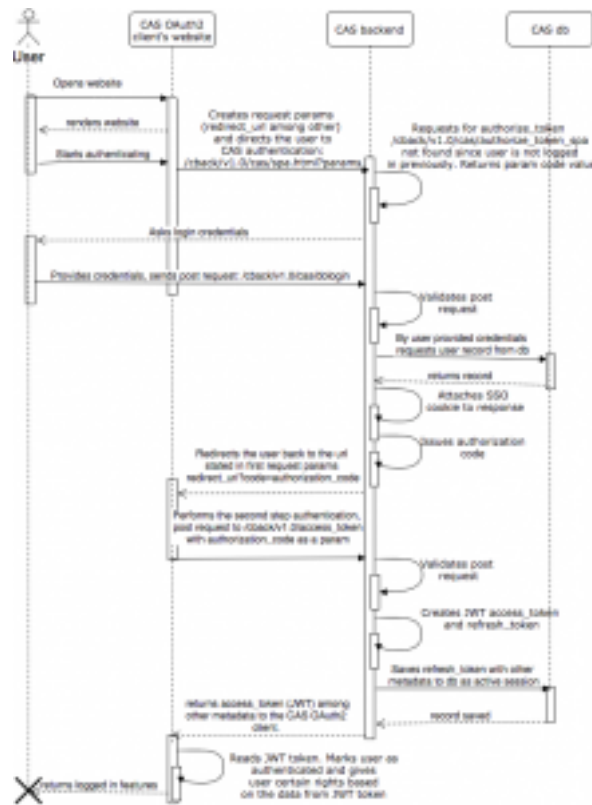 User
CAS OAuth2
client's website
CAS backend
CAS db
Opens website
renders website
Starts authenticating
Creates request params
(redirect_url among other)
and directs the user to
CAS authentication:
/cback/v1.0/cas/spa.html?params
Requests for authorise_token
/cback/v1.0/cas/authorize_token_spa
not found since user is not logged
in previously. Returns param code value
Asks login credentials
Provides credentials, sends post request: /cback/v1.0/cas/dologin
Validates post
request
By user provided credentials
requests user record from db
returns record
Attaches SSO
cookie to response
Issues authorization
code
Redirects the user back to the url
stated in first request params
redirect_url?code=authorization_code
Performs the second step authentication,
post request to /cback/v1.0/access_token
with authorization_code as a param
Validates post
request
Creates JWT access_token
and refresh_token
Saves refresh_token with other
metadata to db as active session
record saved
returns access_token (JWT) among
other metadata to the CAS OAuth2
client.
Reads JWT token. Marks user as
authenticated and gives
user certain rights based
on the data from JWT token
returns logged in features